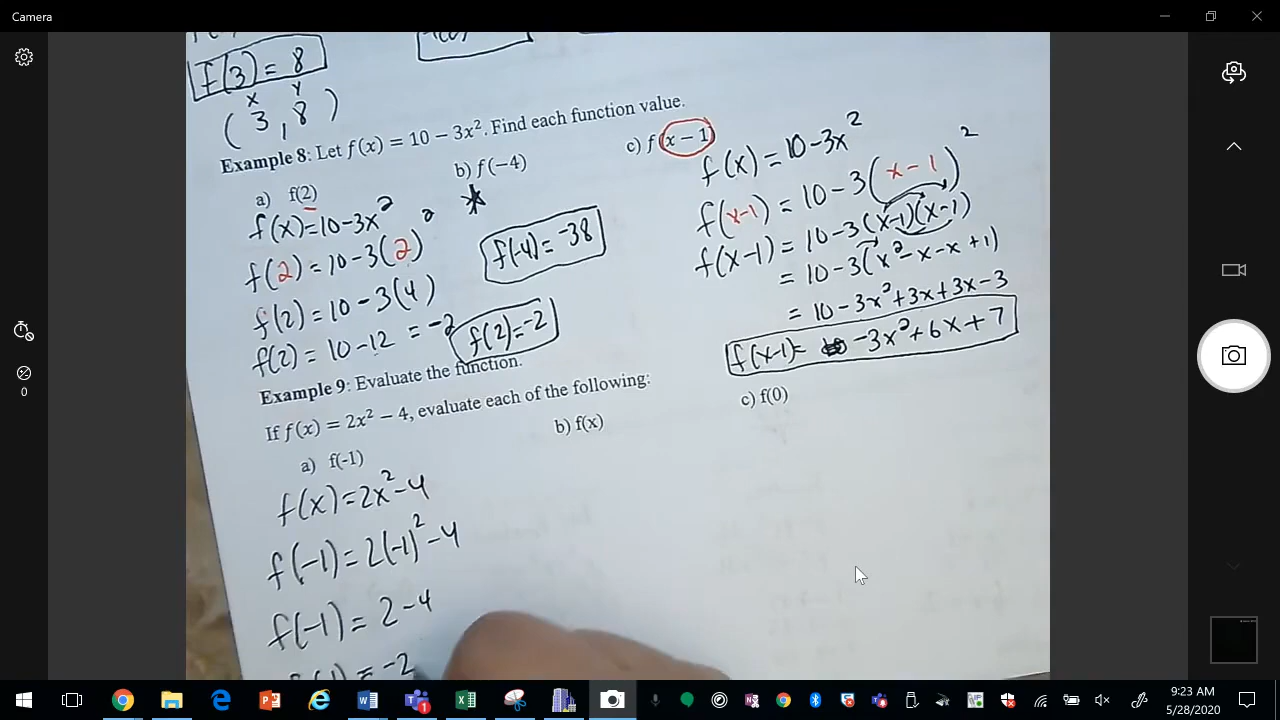 Camera
f(3) = 8
x y
(3, 8)
Example 8: Let f(x) = 10 − 3x². Find each function value.
a) f(2)
f(x)=10-3x²
f(2) = 10-3(2)²
f(2) = 10-3(4)
f(2) = 10-12 = -2
f(2)=-2
b) f(−4)
f(-4)=-38
c) f(x − 1)
f(x) = 10-3x²
f(x-1) = 10-3(x-1)²
f(x-1) = 10-3(x-1)(x-1)
= 10-3(x²-x-x+1)
= 10-3x²+3x+3x-3
f(x-1)= -3x²+6x+7
Example 9: Evaluate the function.
If f(x) = 2x² − 4, evaluate each of the following:
a) f(-1)
b) f(x)
c) f(0)
f(x)=2x²-4
f(-1)=2(-1)²-4
f(-1)=2-4
=-2
0
1
9:23 AM
5/28/2020